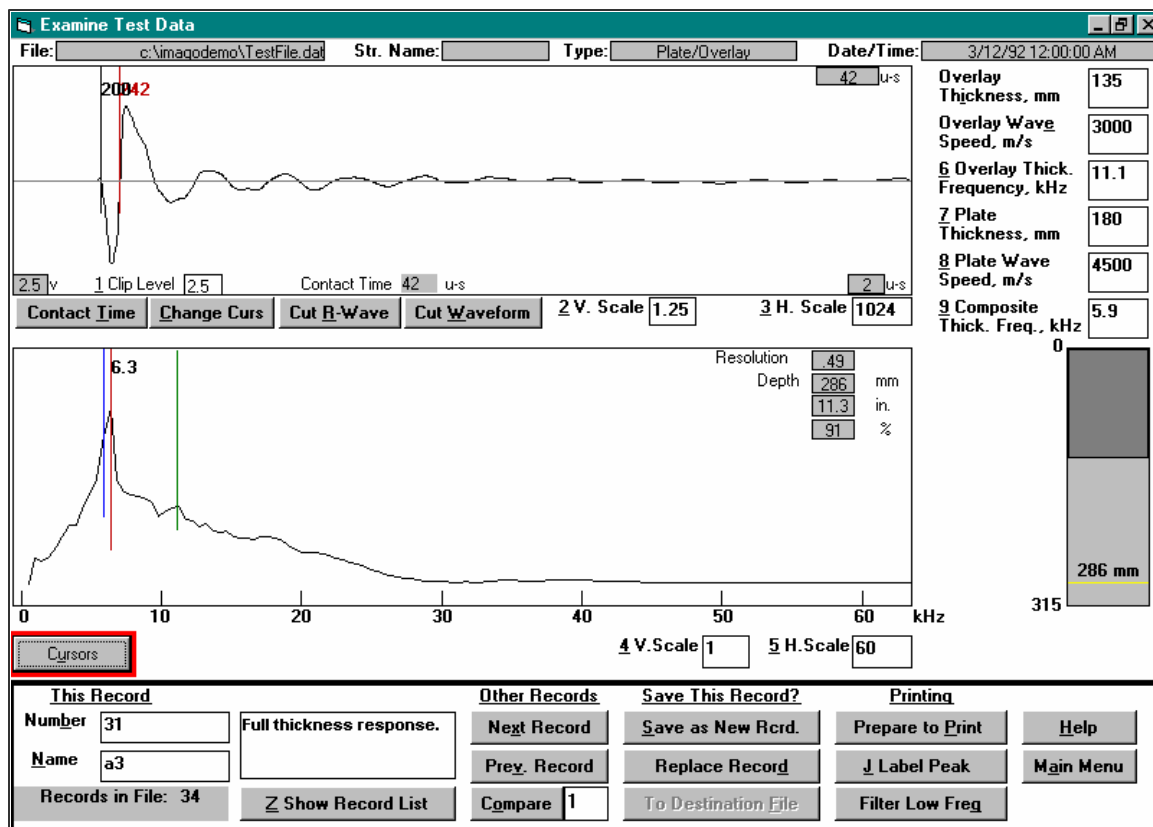 Examine Test Data
File: c:\imagodemo\TestFile.dat Str. Name: Type: Plate/Overlay Date/Time: 3/12/92 12:00:00 AM
42 u-s
242
Overlay Thickness, mm 135
Overlay Wave Speed, m/s 3000
6 Overlay Thick. Frequency, kHz 11.1
7 Plate Thickness, mm 180
8 Plate Wave Speed, m/s 4500
9 Composite Thick. Freq., kHz 5.9
2.5 v 1 Clip Level 2.5 Contact Time 42 u-s 2 u-s
Contact Time Change Curs Cut R-Wave Cut Waveform 2 V. Scale 1.25 3 H. Scale 1024
6.3
Resolution .49
Depth 286 mm
11.3 in.
91 %
0
286 mm
315
0 10 20 30 40 50 60 kHz
Cursors 4 V.Scale 1 5 H.Scale 60
This Record Other Records Save This Record? Printing
Number 31 Full thickness response. Next Record Save as New Rcrd. Prepare to Print Help
Name a3 Prev. Record Replace Record J Label Peak Main Menu
Records in File: 34 Z Show Record List Compare 1 To Destination File Filter Low Freq